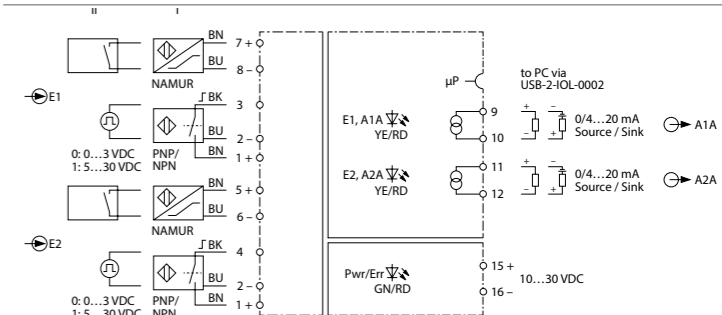 II I
BN 7 +
BU 8 –
NAMUR
E1
BK 3
BU 2 –
BN 1 +
0: 0…3 VDC
1: 5…30 VDC
PNP/
NPN
BN 5 +
BU 6 –
NAMUR
E2
BK 4
BU 2 –
BN 1 +
0: 0…3 VDC
1: 5…30 VDC
PNP/
NPN
µP
to PC via
USB-2-IOL-0002
E1, A1A
YE/RD
9
10
+ –
– +
0/4…20 mA
Source / Sink
A1A
E2, A2A
YE/RD
11
12
+ –
– +
0/4…20 mA
Source / Sink
A2A
Pwr/Err
GN/RD
15 +
16 –
10…30 VDC